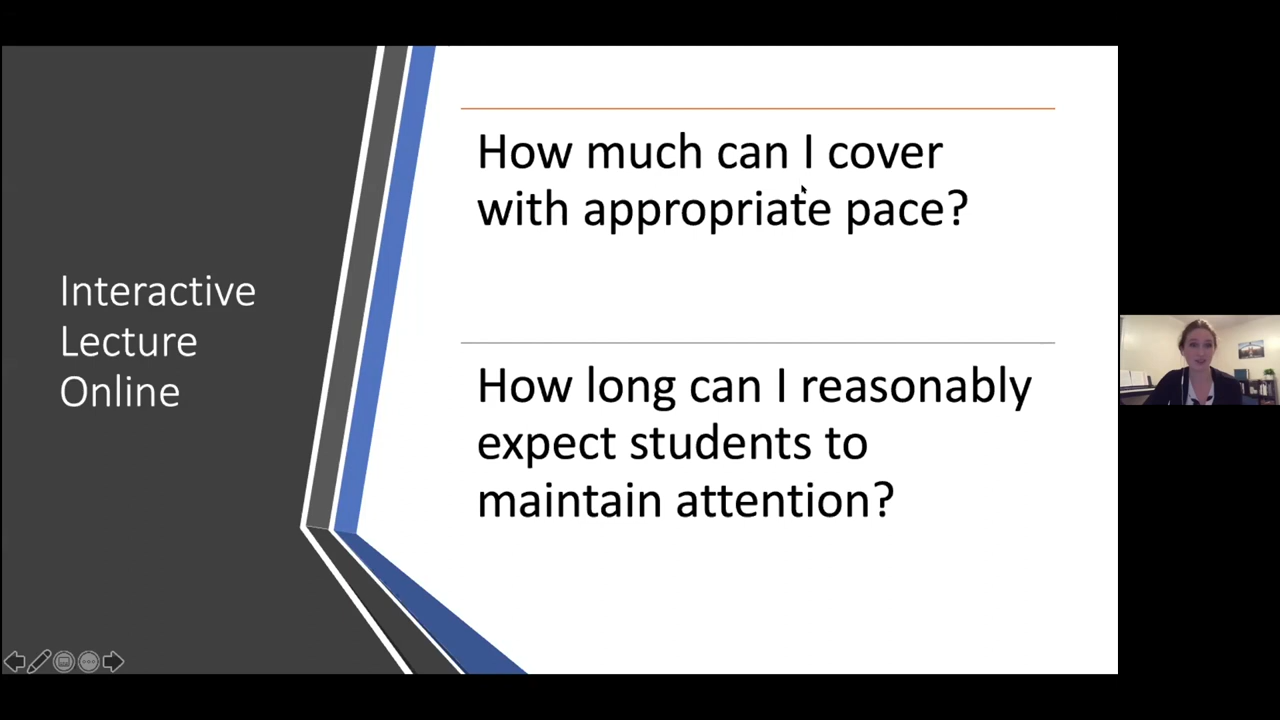 Interactive
Lecture
Online
How much can I cover
with appropriate pace?
How long can I reasonably
expect students to
maintain attention?